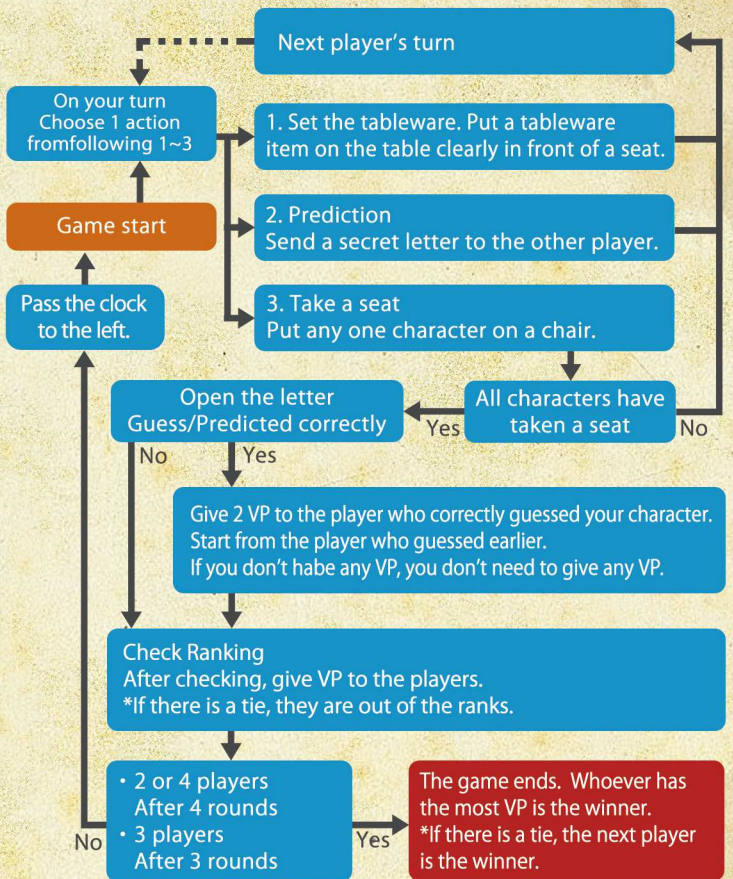 Next player's turn
On your turn
Choose 1 action
fromfollowing 1~3
1. Set the tableware. Put a tableware
item on the table clearly in front of a seat.
Game start
2. Prediction
Send a secret letter to the other player.
Pass the clock
to the left.
3. Take a seat
Put any one character on a chair.
Open the letter
Guess/Predicted correctly
Yes
All characters have
taken a seat
No
No
Yes
Give 2 VP to the player who correctly guessed your character.
Start from the player who guessed earlier.
If you don't habe any VP, you don't need to give any VP.
Check Ranking
After checking, give VP to the players.
*If there is a tie, they are out of the ranks.
No
・2 or 4 players
After 4 rounds
・3 players
After 3 rounds
Yes
The game ends. Whoever has
the most VP is the winner.
*If there is a tie, the next player
is the winner.